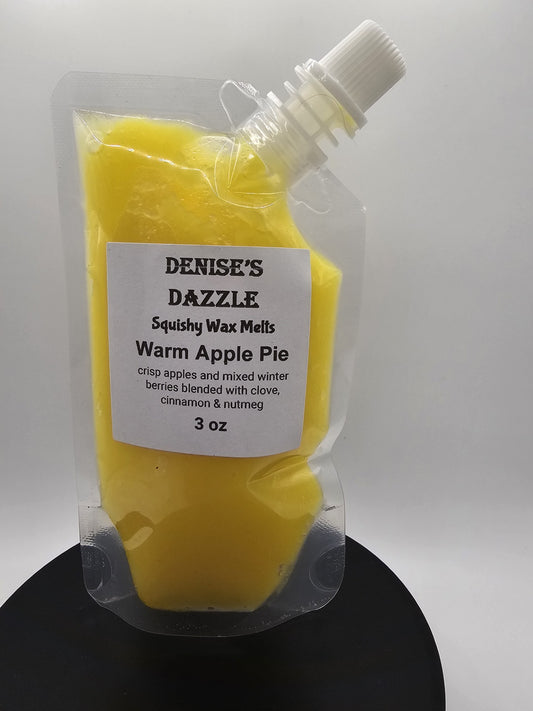 DENISE'S
DAZZLE
Squishy Wax Melts
Warm Apple Pie
crisp apples and mixed winter
berries blended with clove,
cinnamon & nutmeg
3 oz